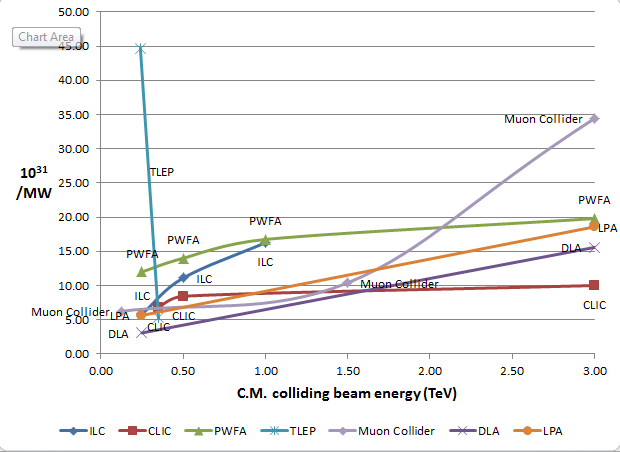 50.00
Chart Area
45.00
40.00
35.00
Muon Collider
30.00
TLEP
25.00
10^31
/MW
20.00
PWFA
PWFA
PWFA
PWFA
LPA
15.00
DLA
ILC
ILC
10.00
Muon Collider
ILC
CLIC
Muon Collider
LPA
CLIC
CLIC
5.00
DLA
0.00
0.00 0.50 1.00 1.50 2.00 2.50 3.00
C.M. colliding beam energy (TeV)
ILC CLIC PWFA TLEP Muon Collider DLA LPA